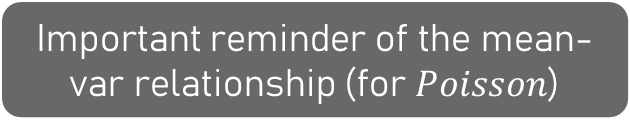 Important reminder of the mean-
var relationship (for Poisson)